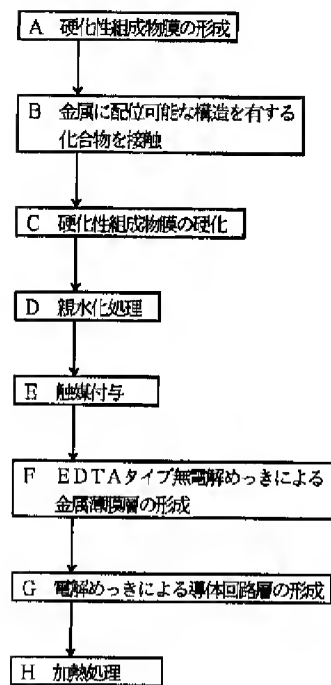 A 硬化性組成物膜の形成
B 金属に配位可能な構造を有する
化合物を接触
C 硬化性組成物膜の硬化
D 親水化処理
E 触媒付与
F EDTAタイプ無電解めっきによる
金属薄膜層の形成
G 電解めっきによる導体回路層の形成
H 加熱処理